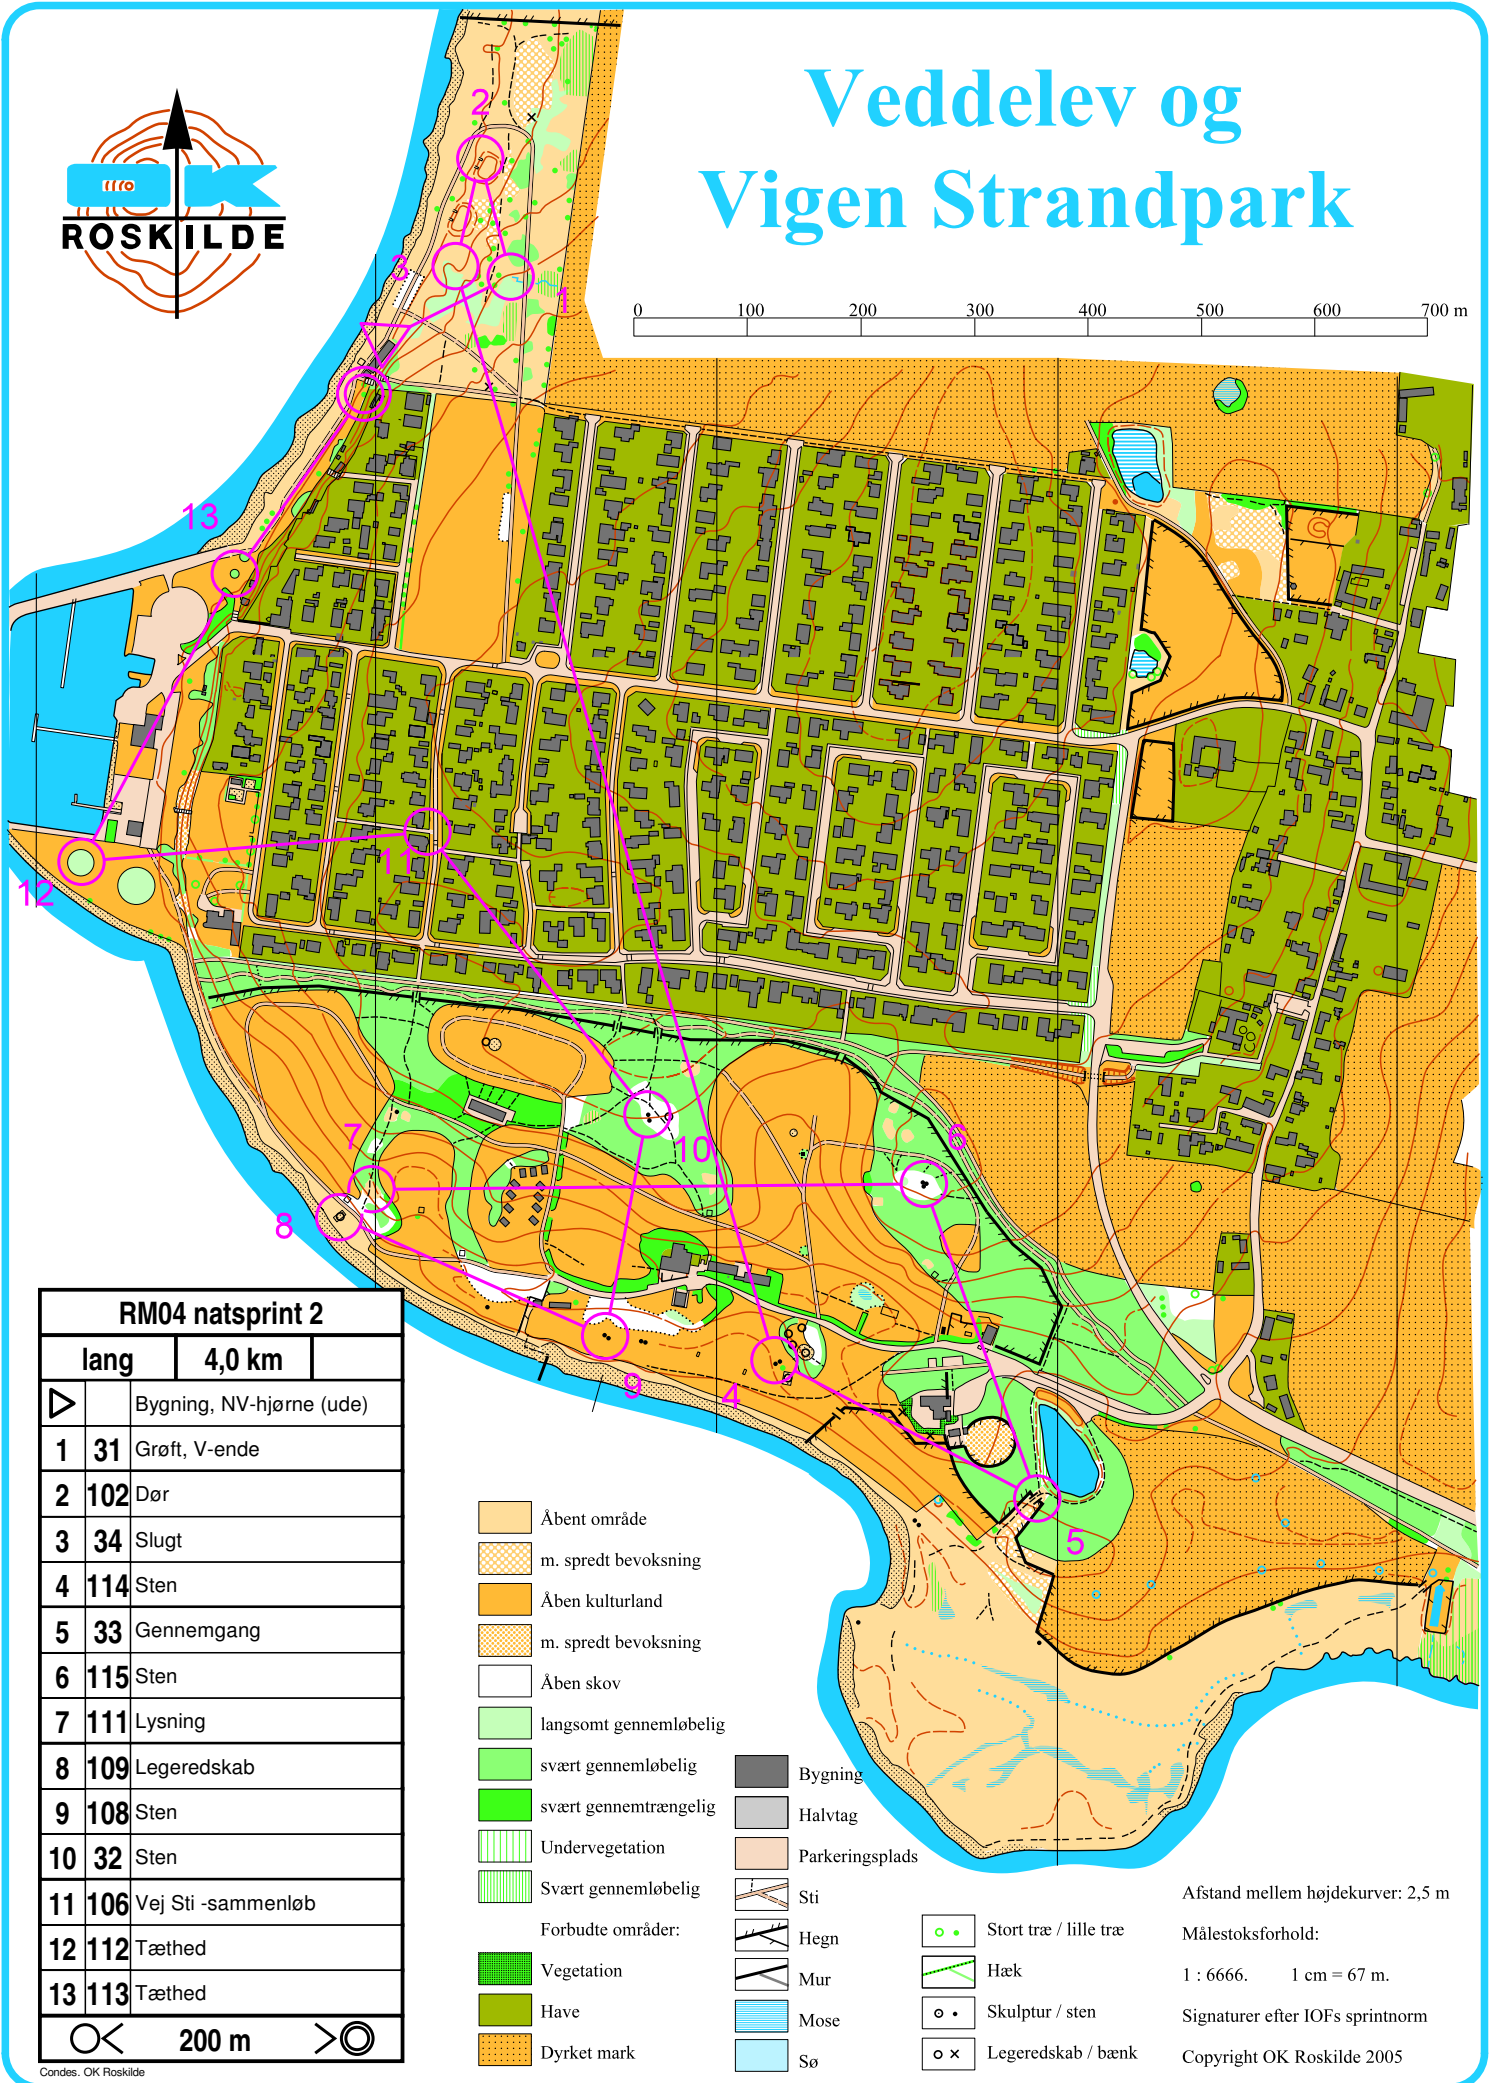 Veddelev og
Vigen Strandpark
ROSKILDE
0 100 200 300 400 500 600 700 m
2
3
1
13
11
12
7
10
6
8
9
4
5
RM04 natsprint 2
lang 4,0 km
Bygning, NV-hjørne (ude)
1 31 Grøft, V-ende
2 102 Dør
3 34 Slugt
4 114 Sten
5 33 Gennemgang
6 115 Sten
7 111 Lysning
8 109 Legeredskab
9 108 Sten
10 32 Sten
11 106 Vej Sti -sammenløb
12 112 Tæthed
13 113 Tæthed
200 m
Condes. OK Roskilde
Åbent område
m. spredt bevoksning
Åben kulturland
m. spredt bevoksning
Åben skov
langsomt gennemløbelig
svært gennemløbelig
svært gennemtrængelig
Undervegetation
Svært gennemløbelig
Forbudte områder:
Vegetation
Have
Dyrket mark
Bygning
Halvtag
Parkeringsplads
Sti
Hegn
Mur
Mose
Sø
Stort træ / lille træ
Hæk
Skulptur / sten
Legeredskab / bænk
Afstand mellem højdekurver: 2,5 m
Målestoksforhold:
1 : 6666. 1 cm = 67 m.
Signaturer efter IOFs sprintnorm
Copyright OK Roskilde 2005